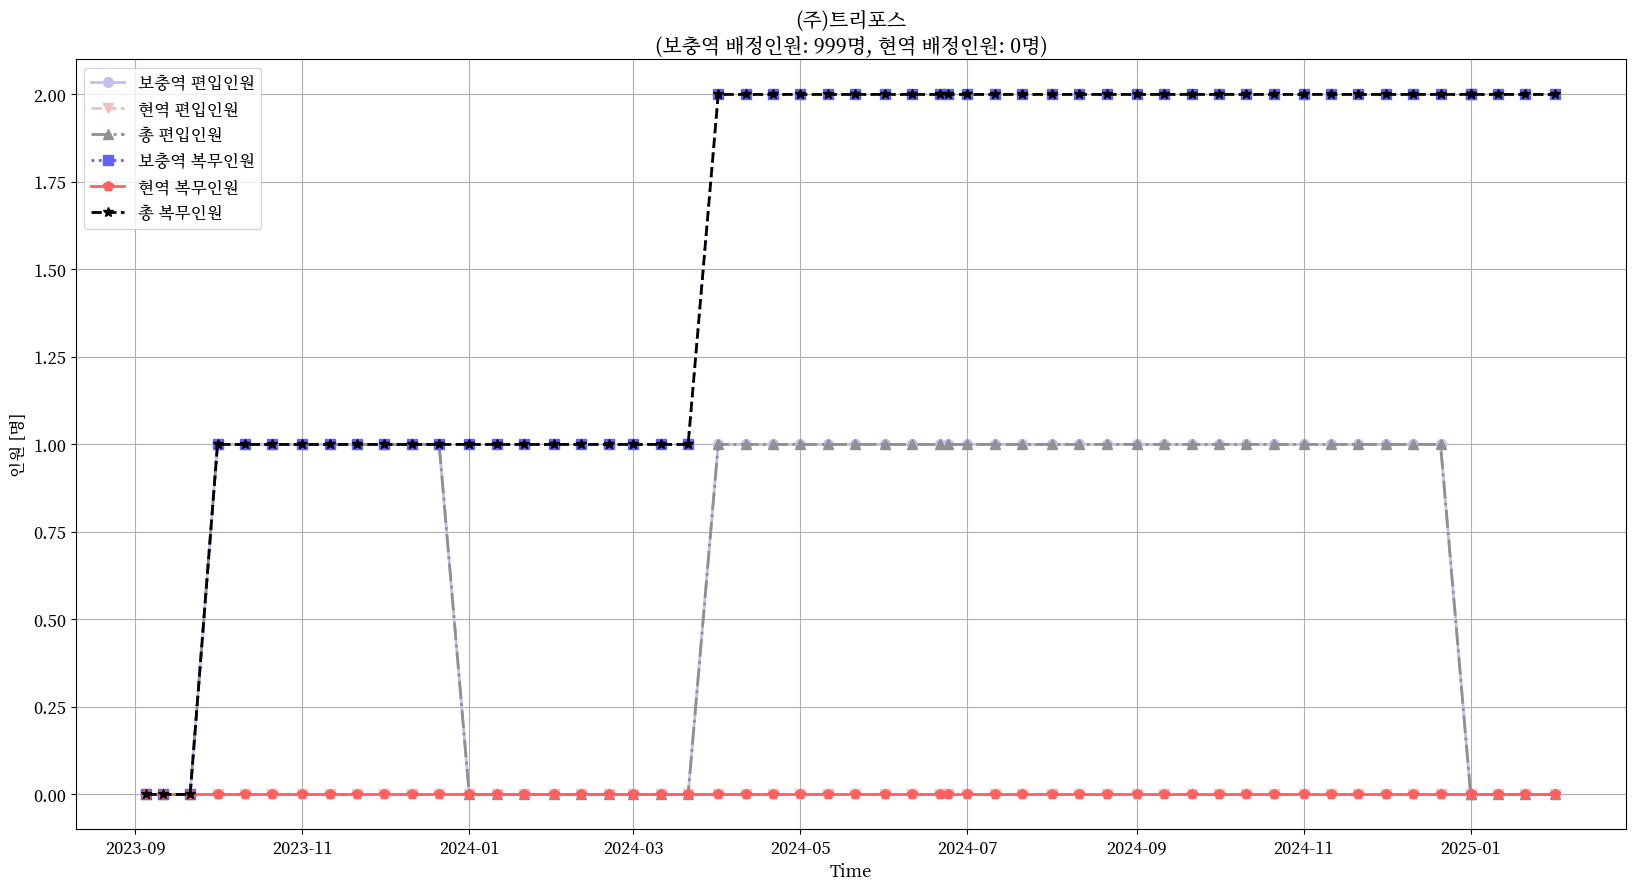 (주)트리포스
(보충역 배정인원: 999명, 현역 배정인원: 0명)
보충역 편입인원
현역 편입인원
총 편입인원
보충역 복무인원
현역 복무인원
총 복무인원
2.00
1.75
1.50
1.25
1.00
0.75
0.50
0.25
0.00
인원 [명]
2023-09
2023-11
2024-01
2024-03
2024-05
2024-07
2024-09
2024-11
2025-01
Time